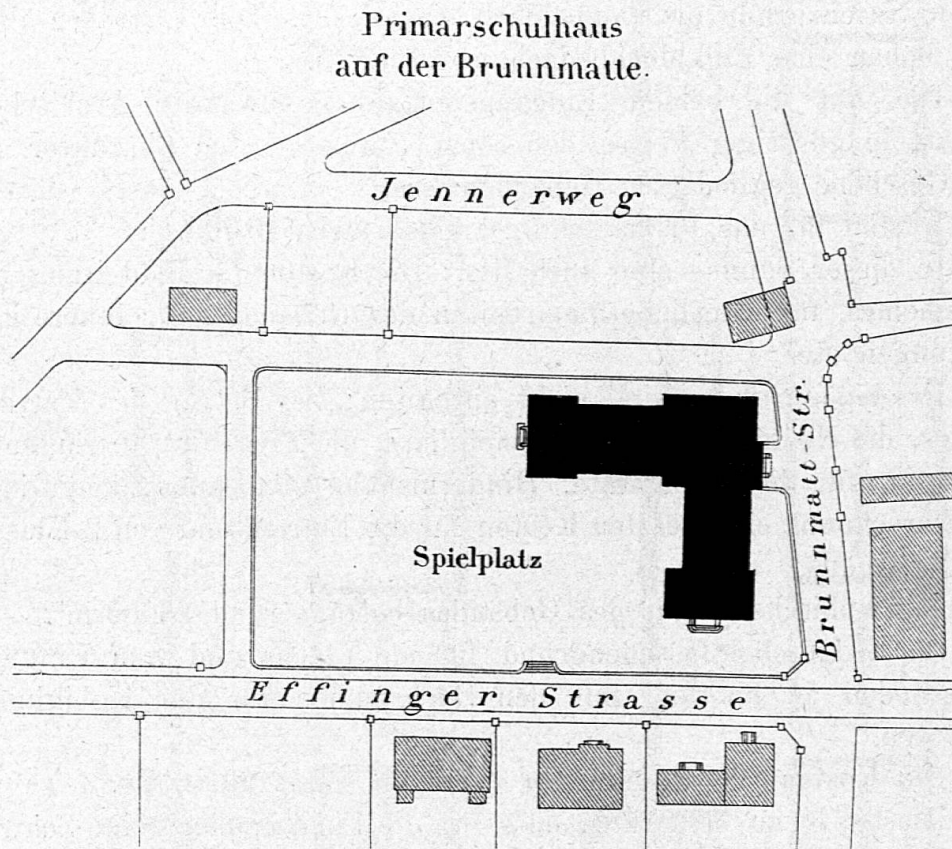 Primarschulhaus
auf der Brunnmatte.
Jennerweg
Brunnmatt-Str.
Spielplatz
Effinger Strasse